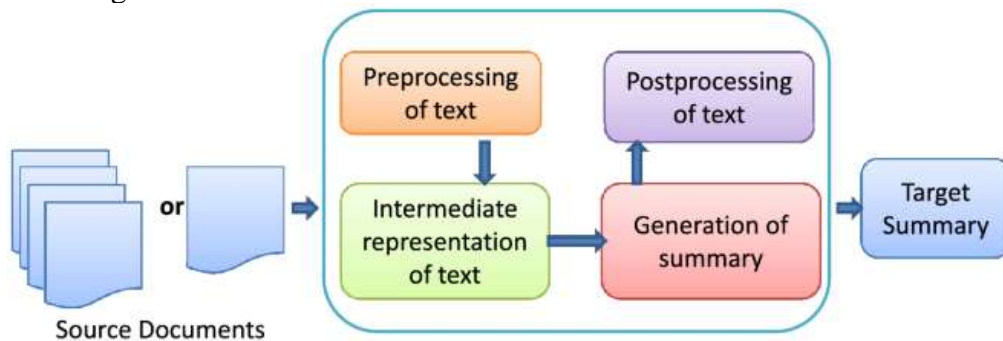 Preprocessing
of text
Postprocessing
of text
or
Intermediate
representation
of text
Generation of
summary
Target
Summary
Source Documents